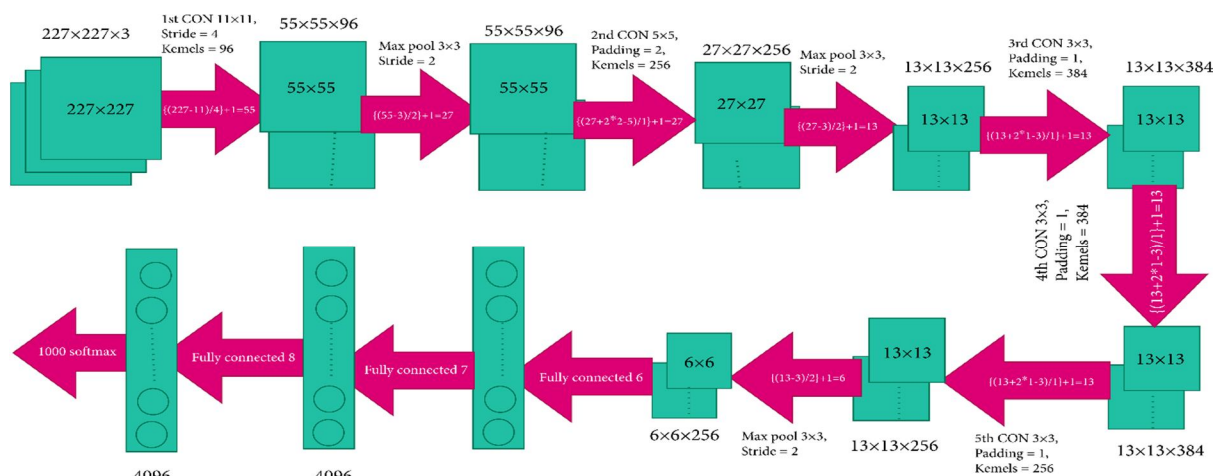 227×227×3
227×227
1st CON 11×11,
Stride = 4
Kernels = 96
{(227-11)/4}+1=55
55×55×96
55×55
Max pool 3×3
Stride = 2
{(55-3)/2}+1=27
55×55×96
55×55
2nd CON 5×5,
Padding = 2,
Kernels = 256
{(27+2*2-5)/1}+1=27
27×27×256
27×27
Max pool 3×3,
Stride = 2
{(27-3)/2}+1=13
13×13×256
13×13
3rd CON 3×3,
Padding = 1,
Kernels = 384
{(13+2*1-3)/1}+1=13
13×13×384
13×13
4th CON 3×3,
Padding = 1,
Kernels = 384
{(13+2*1-3)/1}+1=13
13×13
13×13×384
{(13+2*1-3)/1}+1=13
5th CON 3×3,
Padding = 1,
Kernels = 256
13×13
13×13×256
{(13-3)/2}+1=6
Max pool 3×3,
Stride = 2
6×6
6×6×256
Fully connected 6
Fully connected 7
4096
Fully connected 8
4096
1000 softmax